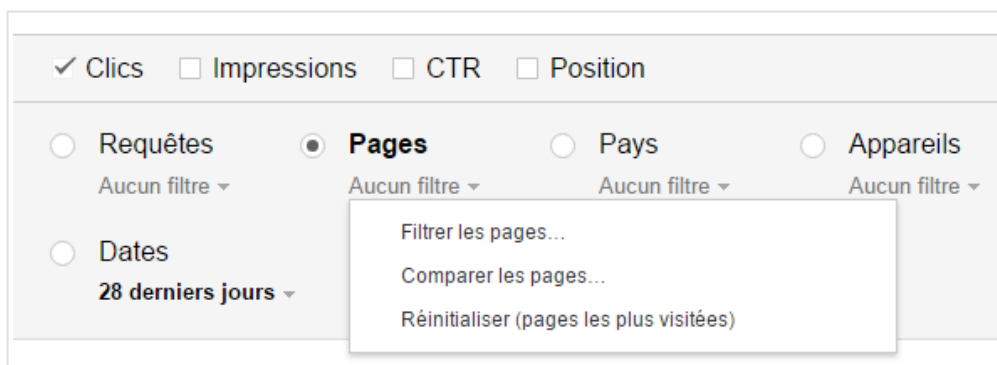 Clics Impressions CTR Position
Requêtes Pages Pays Appareils
Aucun filtre Aucun filtre Aucun filtre Aucun filtre
Filtrer les pages...
Dates
Comparer les pages...
28 derniers jours
Réinitialiser (pages les plus visitées)